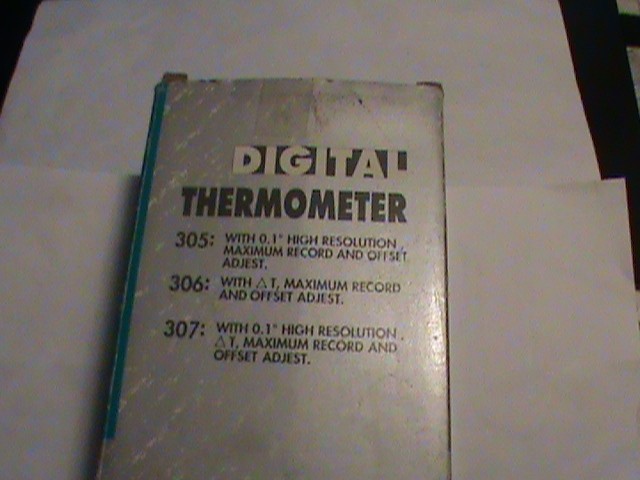 DIGITAL
THERMOMETER
305: WITH 0.1° HIGH RESOLUTION,
MAXIMUM RECORD AND OFFSET
ADJEST.
306: WITH △T, MAXIMUM RECORD
AND OFFSET ADJEST.
307: WITH 0.1° HIGH RESOLUTION,
△T, MAXIMUM RECORD AND
OFFSET ADJEST.